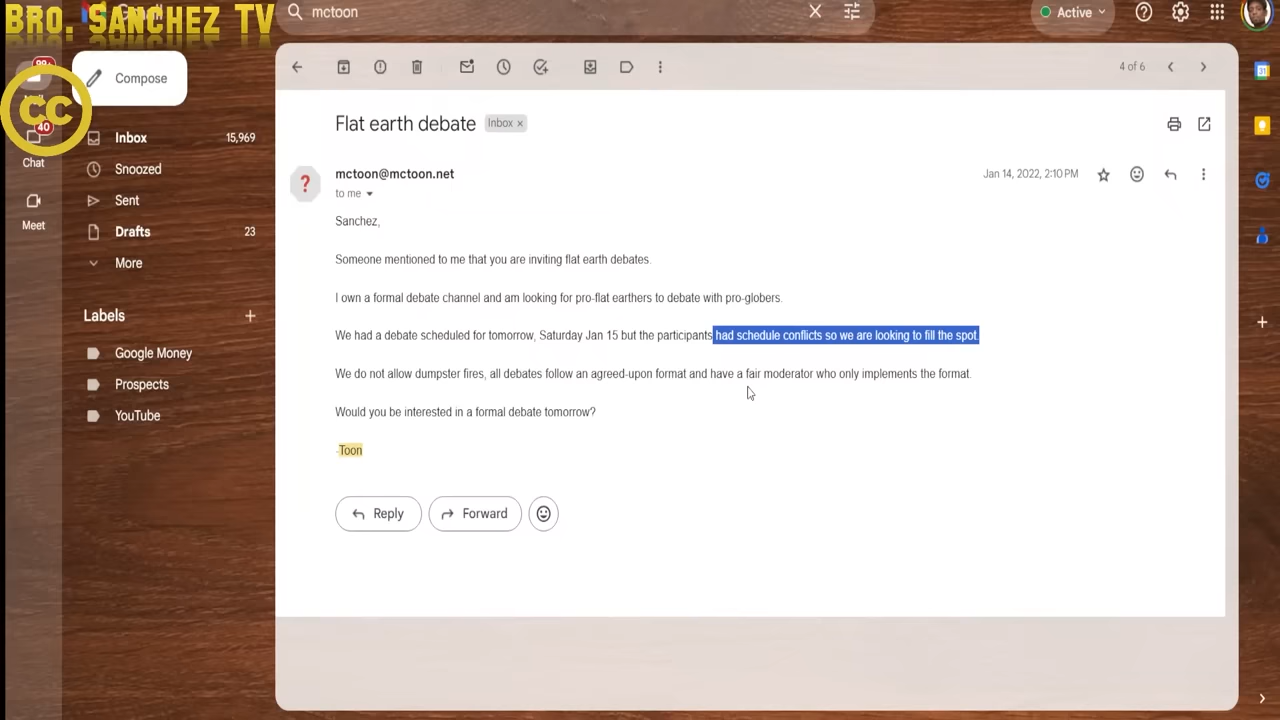 BRO. SANCHEZ TV
mctoon
Active
CC
99+
Compose
4 of 6
Flat earth debate
Inbox ×
Inbox
15,969
40
Chat
Snoozed
mctoon@mctoon.net
Jan 14, 2022, 2:10 PM
to me
Sent
Meet
Sanchez,
Drafts
23
Someone mentioned to me that you are inviting flat earth debates.
More
I own a formal debate channel and am looking for pro-flat earthers to debate with pro-globers.
Labels
We had a debate scheduled for tomorrow, Saturday Jan 15 but the participants had schedule conflicts so we are looking to fill the spot.
Google Money
We do not allow dumpster fires, all debates follow an agreed-upon format and have a fair moderator who only implements the format.
Prospects
Would you be interested in a formal debate tomorrow?
YouTube
-Toon
Reply
Forward